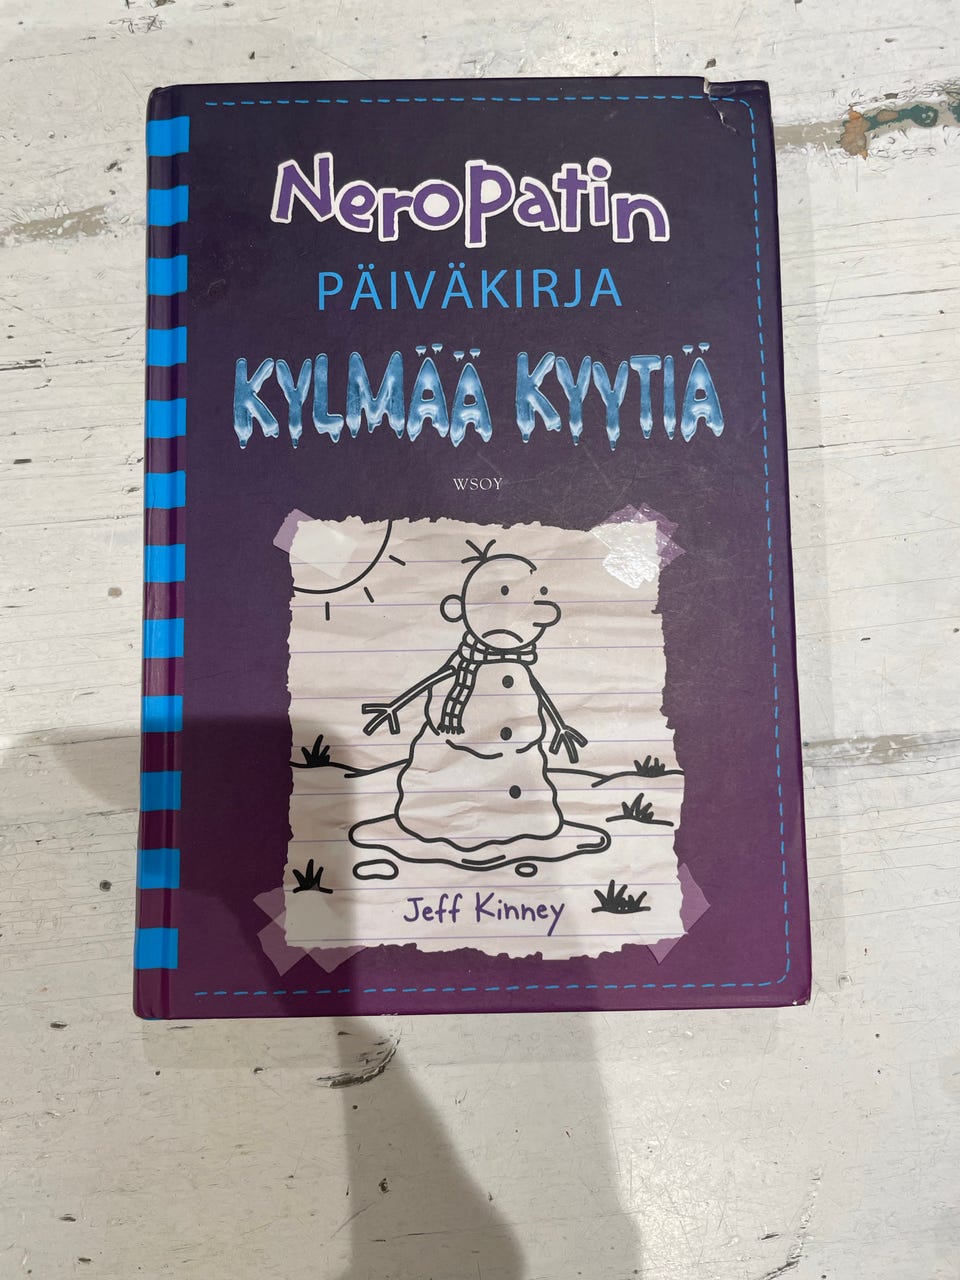 Neropatin
PÄIVÄKIRJA
KYLMÄÄ KYYTIÄ
WSOY
Jeff Kinney